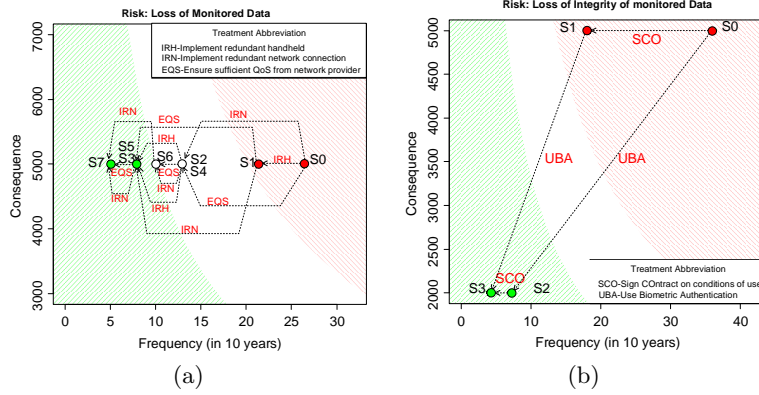 Risk: Loss of Monitored Data
Treatment Abbreviation
IRH-Implement redundant handheld
IRN-Implement redundant network connection
EQS-Ensure sufficient QoS from network provider
Consequence
3000 4000 5000 6000 7000
IRN
EQS
IRN
S5
IRH
S7
S3
S6
S2
S1
IRH
S0
EQS
EQS
S4
IRN
IRN
IRH
EQS
IRN
0 5 10 15 20 25 30
Frequency (in 10 years)
(a)
Risk: Loss of Integrity of monitored Data
Consequence
2000 2500 3000 3500 4000 4500 5000
S1
S0
SCO
UBA
UBA
SCO
S3
S2
Treatment Abbreviation
SCO-Sign COntract on conditions of use
UBA-Use Biometric Authentication
0 10 20 30 40
Frequency (in 10 years)
(b)